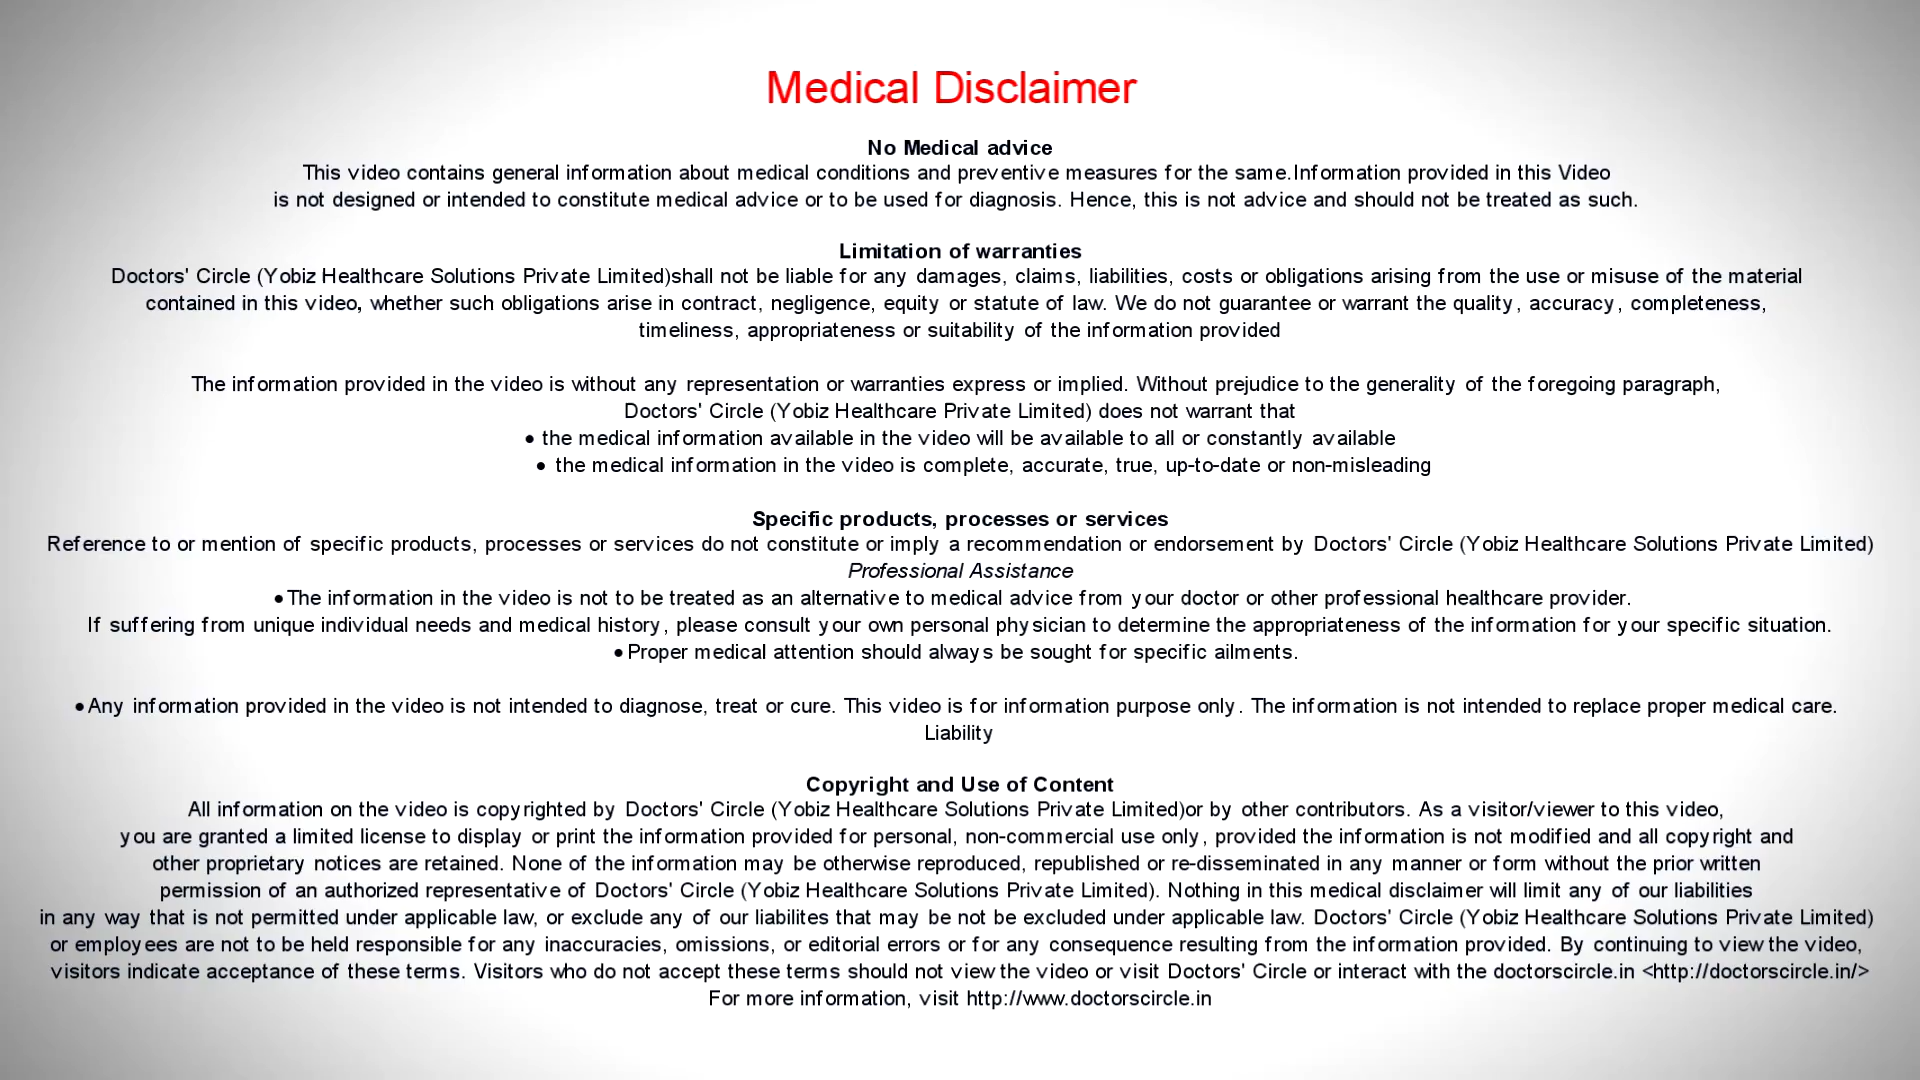 Medical Disclaimer
No Medical advice
This video contains general information about medical conditions and preventive measures for the same.Information provided in this Video
is not designed or intended to constitute medical advice or to be used for diagnosis. Hence, this is not advice and should not be treated as such.
Limitation of warranties
Doctors' Circle (Yobiz Healthcare Solutions Private Limited)shall not be liable for any damages, claims, liabilities, costs or obligations arising from the use or misuse of the material
contained in this video, whether such obligations arise in contract, negligence, equity or statute of law. We do not guarantee or warrant the quality, accuracy, completeness,
timeliness, appropriateness or suitability of the information provided
The information provided in the video is without any representation or warranties express or implied. Without prejudice to the generality of the foregoing paragraph,
Doctors' Circle (Yobiz Healthcare Private Limited) does not warrant that
• the medical information available in the video will be available to all or constantly available
• the medical information in the video is complete, accurate, true, up-to-date or non-misleading
Specific products, processes or services
Reference to or mention of specific products, processes or services do not constitute or imply a recommendation or endorsement by Doctors' Circle (Yobiz Healthcare Solutions Private Limited)
Professional Assistance
•The information in the video is not to be treated as an alternative to medical advice from your doctor or other professional healthcare provider.
If suffering from unique individual needs and medical history, please consult your own personal physician to determine the appropriateness of the information for your specific situation.
•Proper medical attention should always be sought for specific ailments.
•Any information provided in the video is not intended to diagnose, treat or cure. This video is for information purpose only. The information is not intended to replace proper medical care.
Liability
Copyright and Use of Content
All information on the video is copyrighted by Doctors' Circle (Yobiz Healthcare Solutions Private Limited)or by other contributors. As a visitor/viewer to this video,
you are granted a limited license to display or print the information provided for personal, non-commercial use only, provided the information is not modified and all copyright and
other proprietary notices are retained. None of the information may be otherwise reproduced, republished or re-disseminated in any manner or form without the prior written
permission of an authorized representative of Doctors' Circle (Yobiz Healthcare Solutions Private Limited). Nothing in this medical disclaimer will limit any of our liabilities
in any way that is not permitted under applicable law, or exclude any of our liabilites that may be not be excluded under applicable law. Doctors' Circle (Yobiz Healthcare Solutions Private Limited)
or employees are not to be held responsible for any inaccuracies, omissions, or editorial errors or for any consequence resulting from the information provided. By continuing to view the video,
visitors indicate acceptance of these terms. Visitors who do not accept these terms should not view the video or visit Doctors' Circle or interact with the doctorscircle.in <http://doctorscircle.in/>
For more information, visit http://www.doctorscircle.in